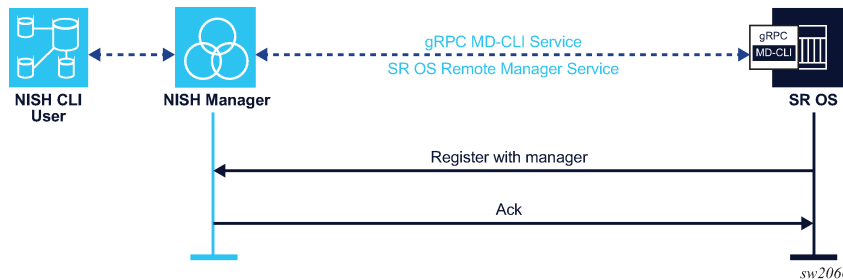 gRPC MD-CLI Service
SR OS Remote Manager Service
gRPC
MD-CLI
NISH CLI
User
NISH Manager
SR OS
Register with manager
Ack